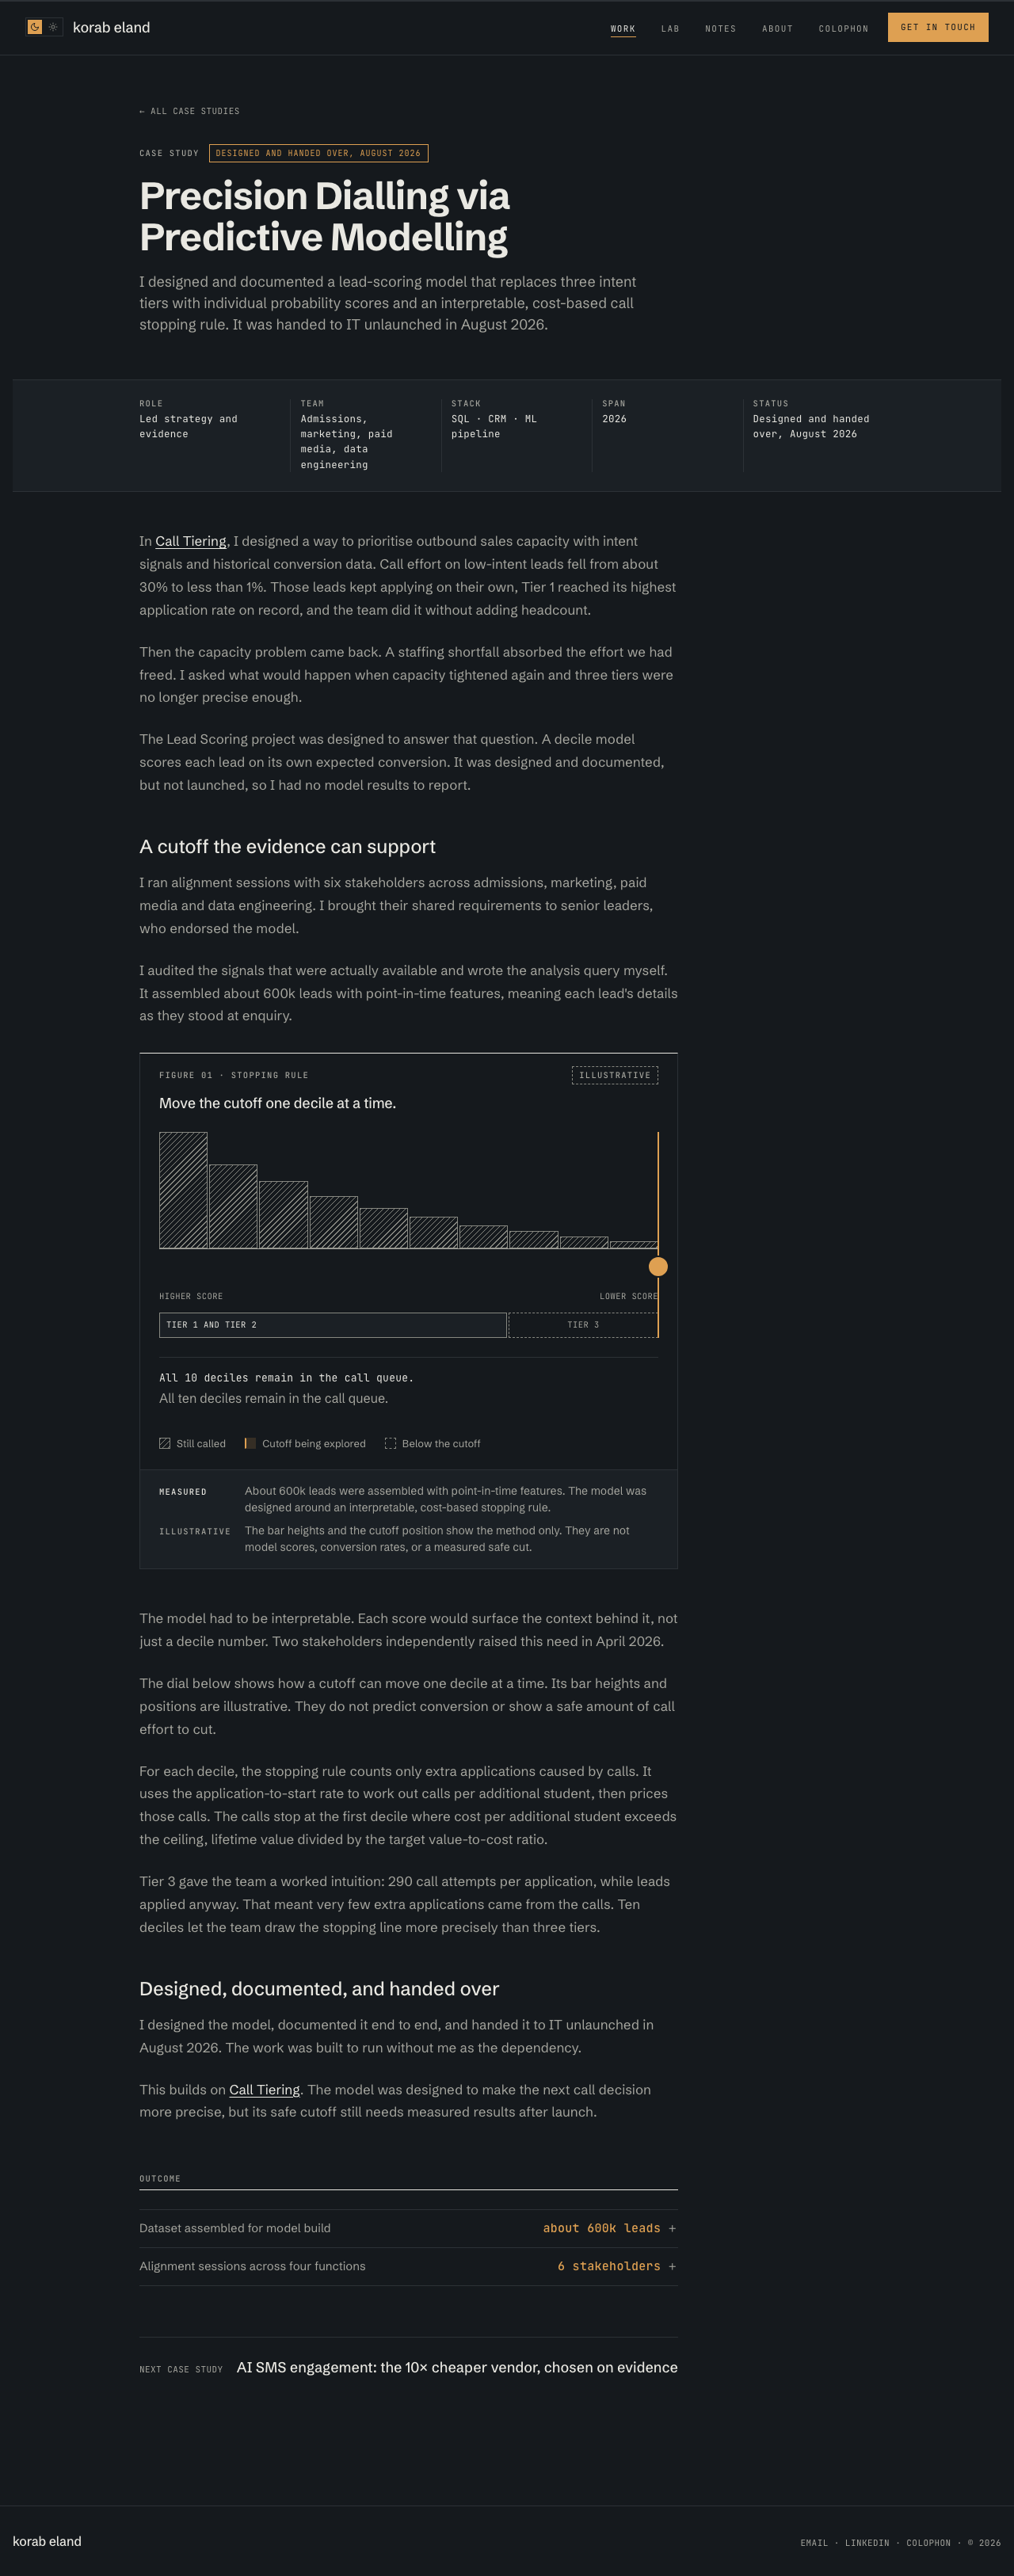 korab eland
WORK
LAB
NOTES
ABOUT
COLOPHON
GET IN TOUCH
← ALL CASE STUDIES
CASE STUDY
DESIGNED AND HANDED OVER, AUGUST 2026
Precision Dialling via
Predictive Modelling
I designed and documented a lead-scoring model that replaces three intent
tiers with individual probability scores and an interpretable, cost-based call
stopping rule. It was handed to IT unlaunched in August 2026.
ROLE
Led strategy and
evidence
TEAM
Admissions,
marketing, paid
media, data
engineering
STACK
SQL · CRM · ML
pipeline
SPAN
2026
STATUS
Designed and handed
over, August 2026
In Call Tiering, I designed a way to prioritise outbound sales capacity with intent
signals and historical conversion data. Call effort on low-intent leads fell from about
30% to less than 1%. Those leads kept applying on their own, Tier 1 reached its highest
application rate on record, and the team did it without adding headcount.
Then the capacity problem came back. A staffing shortfall absorbed the effort we had
freed. I asked what would happen when capacity tightened again and three tiers were
no longer precise enough.
The Lead Scoring project was designed to answer that question. A decile model
scores each lead on its own expected conversion. It was designed and documented,
but not launched, so I had no model results to report.
A cutoff the evidence can support
I ran alignment sessions with six stakeholders across admissions, marketing, paid
media and data engineering. I brought their shared requirements to senior leaders,
who endorsed the model.
I audited the signals that were actually available and wrote the analysis query myself.
It assembled about 600k leads with point-in-time features, meaning each lead's details
as they stood at enquiry.
FIGURE 01 · STOPPING RULE
ILLUSTRATIVE
Move the cutoff one decile at a time.
HIGHER SCORE
LOWER SCORE
TIER 1 AND TIER 2
TIER 3
All 10 deciles remain in the call queue.
All ten deciles remain in the call queue.
Still called
Cutoff being explored
Below the cutoff
MEASURED
About 600k leads were assembled with point-in-time features. The model was
designed around an interpretable, cost-based stopping rule.
ILLUSTRATIVE
The bar heights and the cutoff position show the method only. They are not
model scores, conversion rates, or a measured safe cut.
The model had to be interpretable. Each score would surface the context behind it, not
just a decile number. Two stakeholders independently raised this need in April 2026.
The dial below shows how a cutoff can move one decile at a time. Its bar heights and
positions are illustrative. They do not predict conversion or show a safe amount of call
effort to cut.
For each decile, the stopping rule counts only extra applications caused by calls. It
uses the application-to-start rate to work out calls per additional student, then prices
those calls. The calls stop at the first decile where cost per additional student exceeds
the ceiling, lifetime value divided by the target value-to-cost ratio.
Tier 3 gave the team a worked intuition: 290 call attempts per application, while leads
applied anyway. That meant very few extra applications came from the calls. Ten
deciles let the team draw the stopping line more precisely than three tiers.
Designed, documented, and handed over
I designed the model, documented it end to end, and handed it to IT unlaunched in
August 2026. The work was built to run without me as the dependency.
This builds on Call Tiering. The model was designed to make the next call decision
more precise, but its safe cutoff still needs measured results after launch.
OUTCOME
Dataset assembled for model build
about 600k leads +
Alignment sessions across four functions
6 stakeholders +
NEXT CASE STUDY
AI SMS engagement: the 10× cheaper vendor, chosen on evidence
korab eland
EMAIL · LINKEDIN · COLOPHON · © 2026